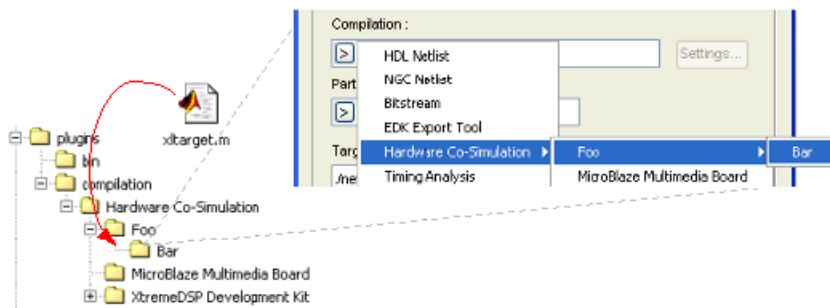 Compilation :
HDL Netlist
Settings...
NGC Netlist
Part
Bitstream
EDK Export Tool
Targ
Hardware Co-Simulation
Foo
Bar
./ne
Timing Analysis
MicroBlaze Multimedia Board
xltarget.m
plugins
bin
compilation
Hardware Co-Simulation
Foo
Bar
MicroBlaze Multimedia Board
XtremeDSP Development Kit